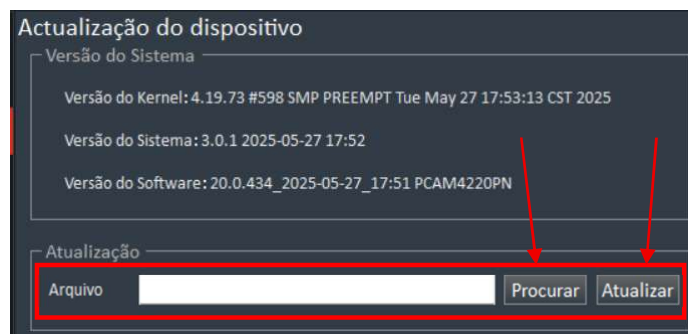 Actualização do dispositivo
Versão do Sistema
Versão do Kernel: 4.19.73 #598 SMP PREEMPT Tue May 27 17:53:13 CST 2025
Versão do Sistema: 3.0.1 2025-05-27 17:52
Versão do Software: 20.0.434_2025-05-27_17:51 PCAM4220PN
Atualização
Arquivo Procurar Atualizar